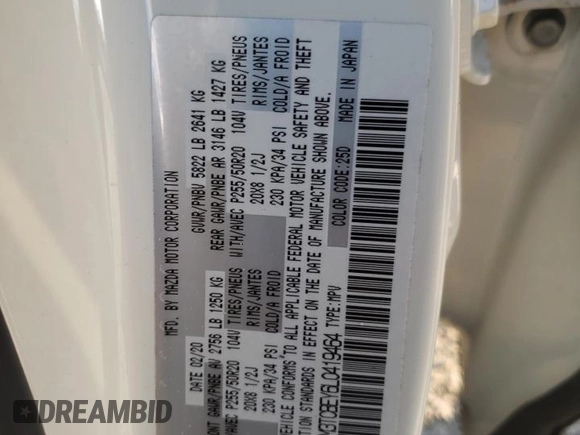 MFD. BY MAZDA MOTOR CORPORATION
DATE 02/20 GVWR/PNBV 5822 LB 2641 KG
GAWR/PNBE AV 2756 LB 1250 KG REAR GAWR/PNBE AR 3146 LB 1427 KG
P255/50R20 104V TIRES/PNEUS WITH/AVEC P255/50R20 104V TIRES/PNEUS
20X8 1/2J RIMS/JANTES 20X8 1/2J RIMS/JANTES
230 KPA/34 PSI COLD/A FROID 230 KPA/34 PSI COLD/A FROID
VEHICLE CONFORMS TO ALL APPLICABLE FEDERAL MOTOR VEHICLE SAFETY AND THEFT
STANDARDS IN EFFECT ON THE DATE OF MANUFACTURE SHOWN ABOVE.
TYPE:MPV COLOR CODE:25D MADE IN JAPAN
DREAMBID
I CAN FIND EVERYTHING